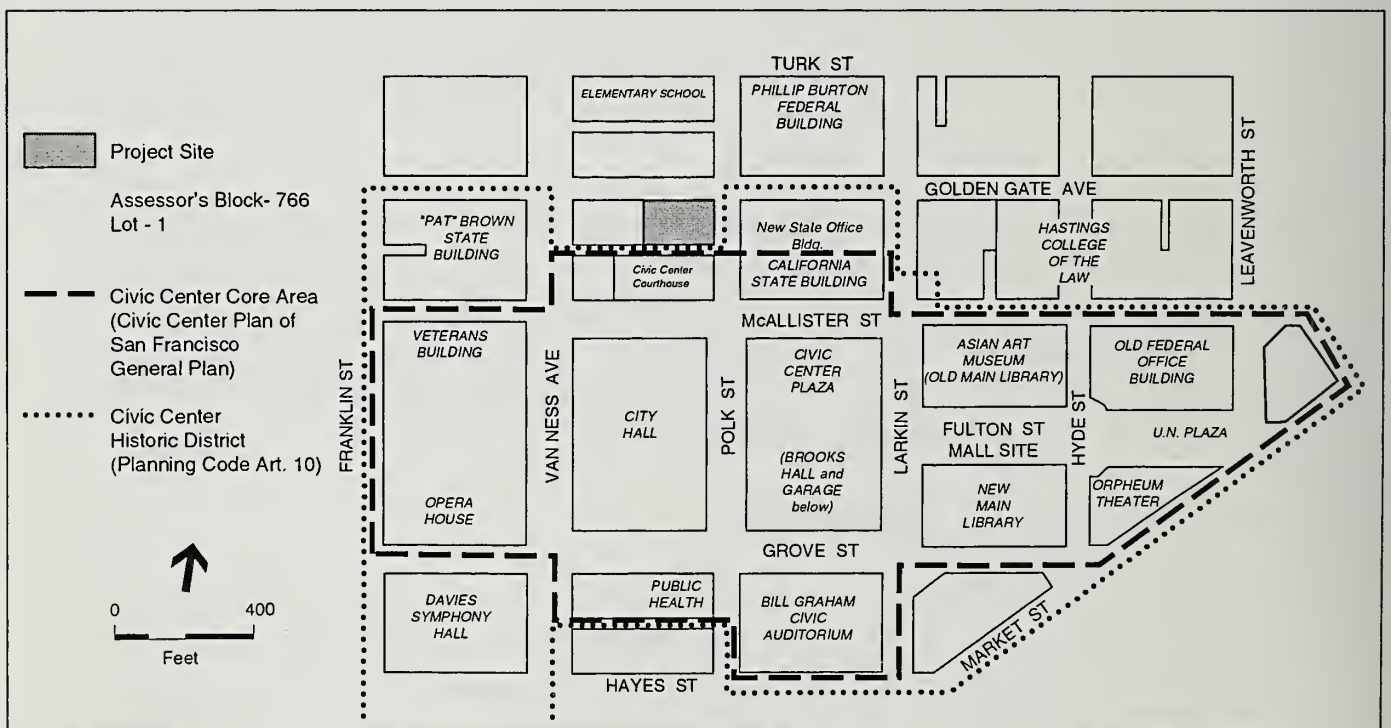 TURK ST
ELEMENTARY SCHOOL
PHILLIP BURTON
FEDERAL
BUILDING
LEAVENWORTH ST
Project Site
Assessor's Block- 766
Lot - 1
GOLDEN GATE AVE
"PAT" BROWN
STATE
BUILDING
New State Office
Bldg.
CALIFORNIA
STATE BUILDING
HASTINGS
COLLEGE
OF THE
LAW
Civic Center
Courthouse
Civic Center Core Area
(Civic Center Plan of
San Francisco
General Plan)
McALLISTER ST
VETERANS
BUILDING
CIVIC
CENTER
PLAZA
ASIAN ART
MUSEUM
(OLD MAIN LIBRARY)
OLD FEDERAL
OFFICE
BUILDING
FRANKLIN ST
VAN NESS AVE
CITY
HALL
POLK ST
LARKIN ST
HYDE ST
Civic Center
Historic District
(Planning Code Art. 10)
FULTON ST
MALL SITE
U.N. PLAZA
(BROOKS
HALL and
GARAGE
below)
OPERA
HOUSE
NEW
MAIN
LIBRARY
ORPHEUM
THEATER
GROVE ST
DAVIES
SYMPHONY
HALL
PUBLIC
HEALTH
BILL GRAHAM
CIVIC
AUDITORIUM
MARKET ST
HAYES ST
0 400
Feet